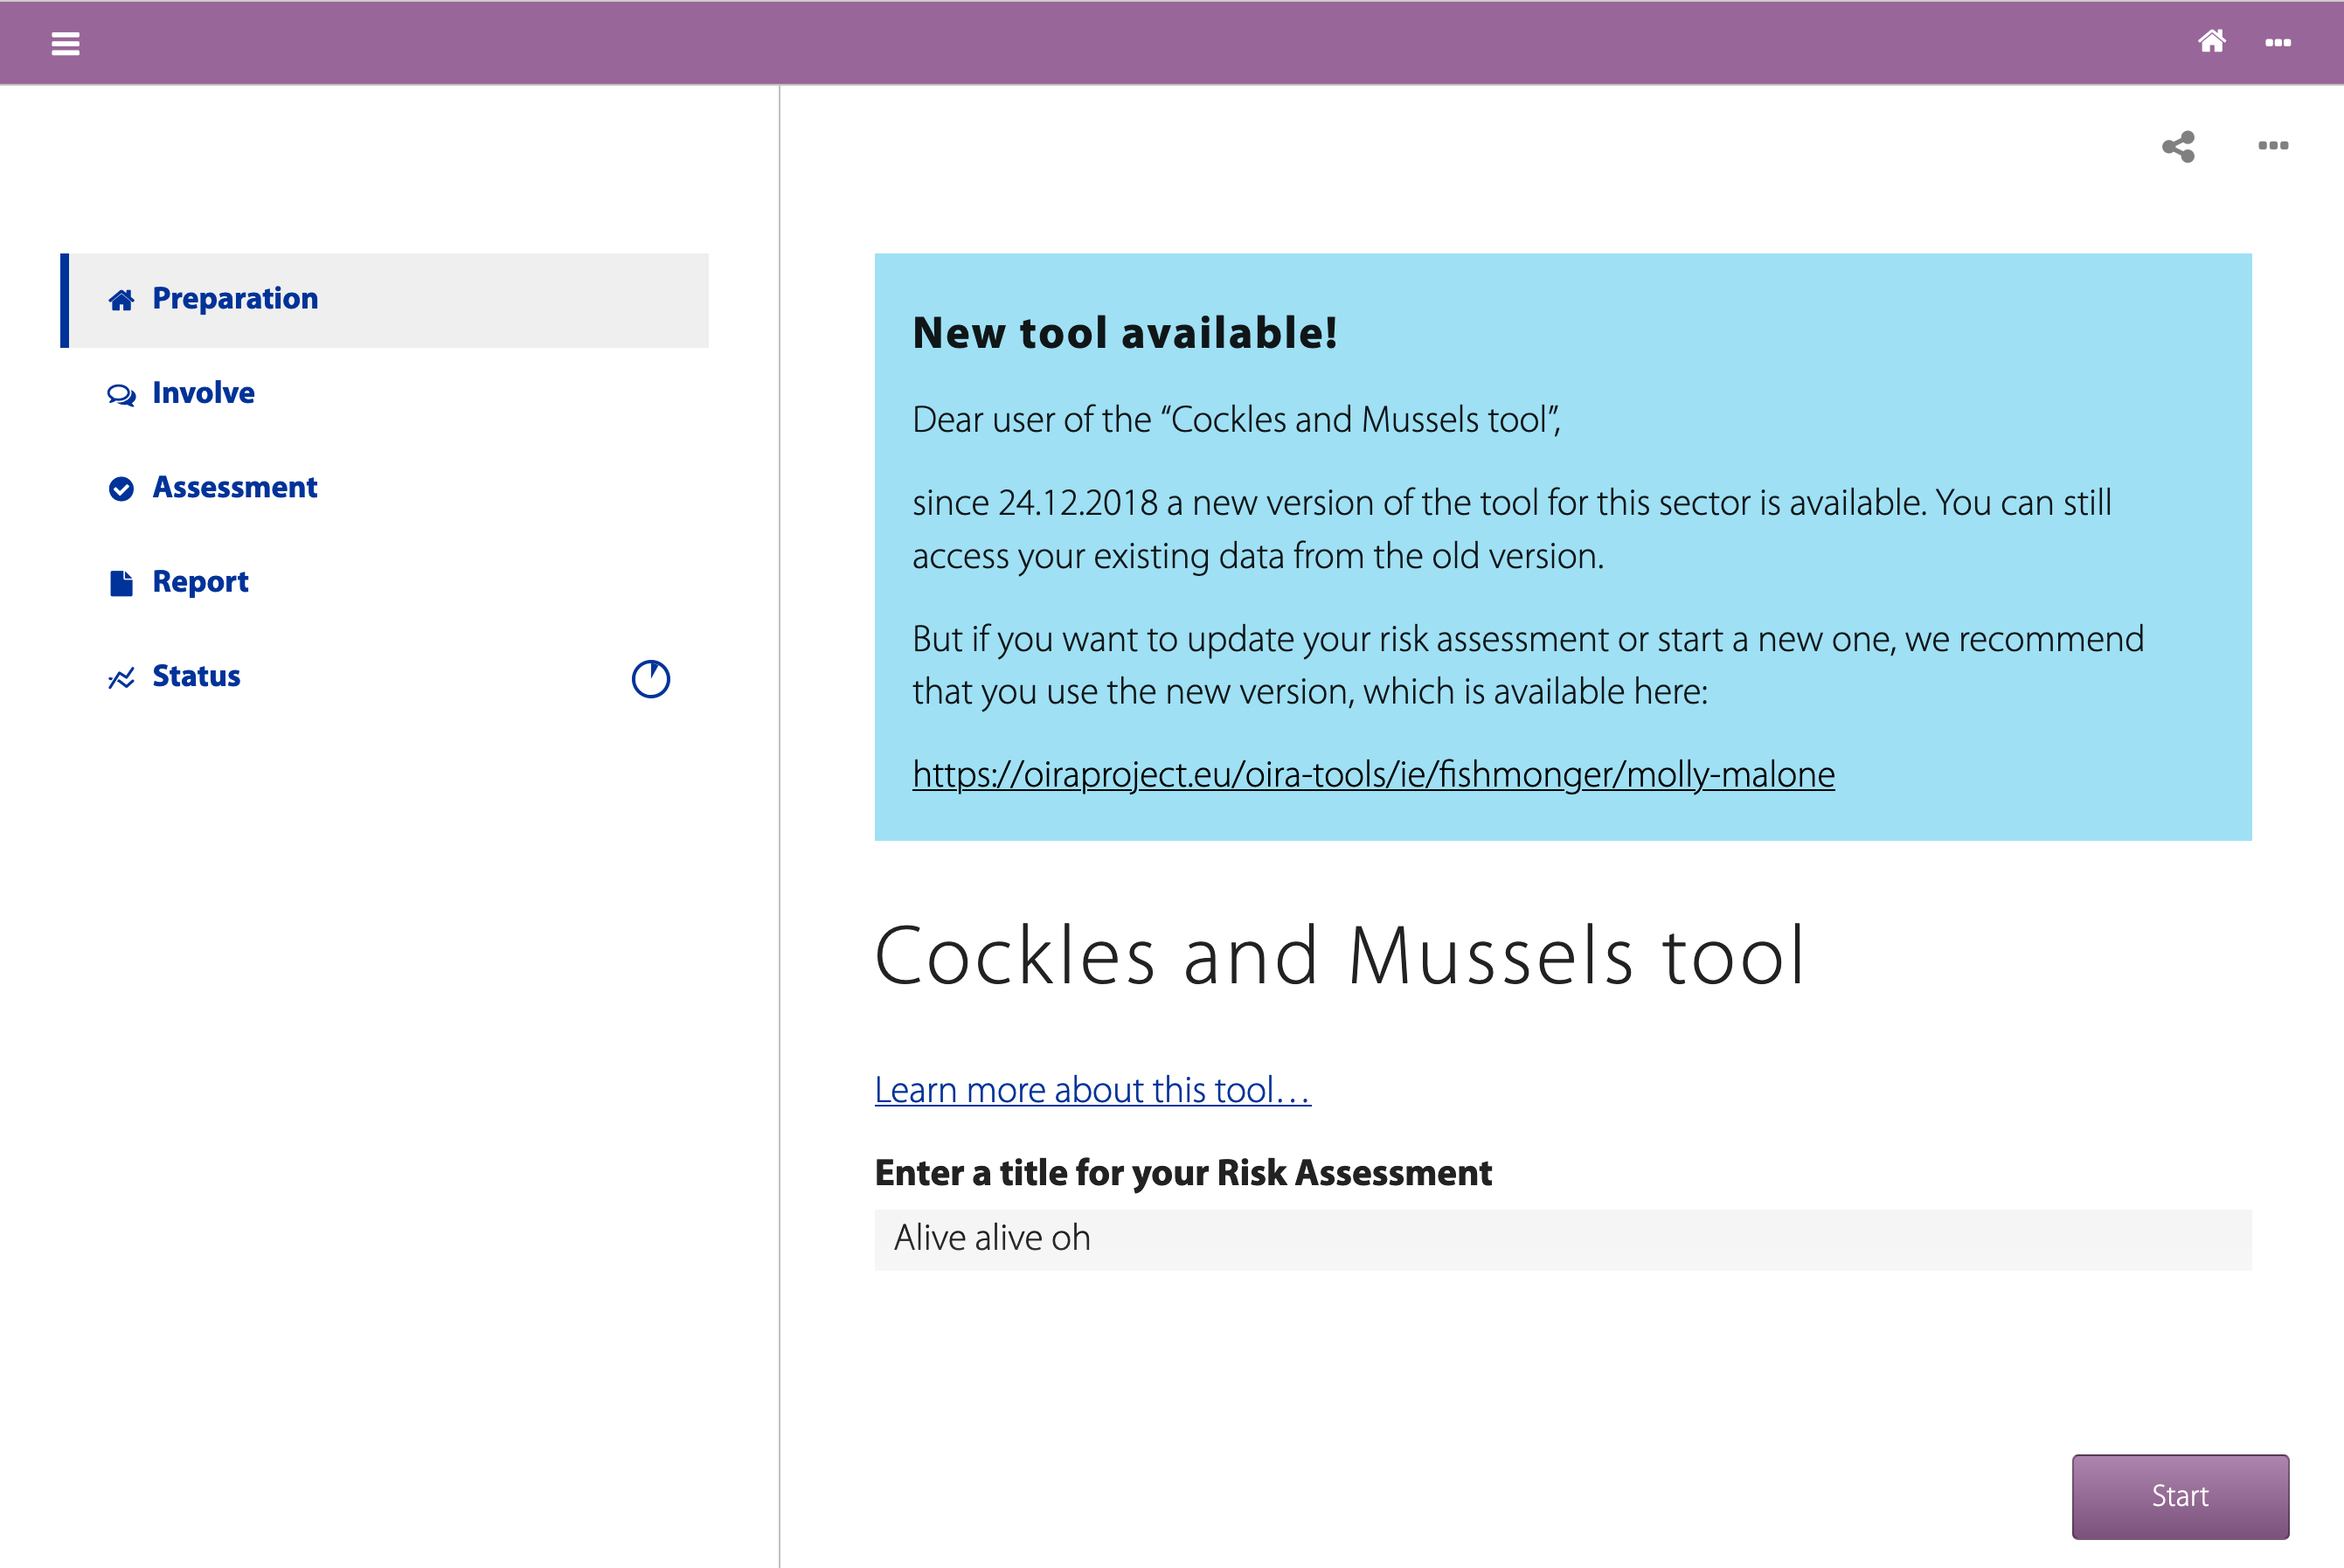 Preparation
Involve
Assessment
Report
Status
New tool available!
Dear user of the “Cockles and Mussels tool”,
since 24.12.2018 a new version of the tool for this sector is available. You can still
access your existing data from the old version.
But if you want to update your risk assessment or start a new one, we recommend
that you use the new version, which is available here:
https://oiraproject.eu/oira-tools/ie/fishmonger/molly-malone
Cockles and Mussels tool
Learn more about this tool…
Enter a title for your Risk Assessment
Alive alive oh
Start